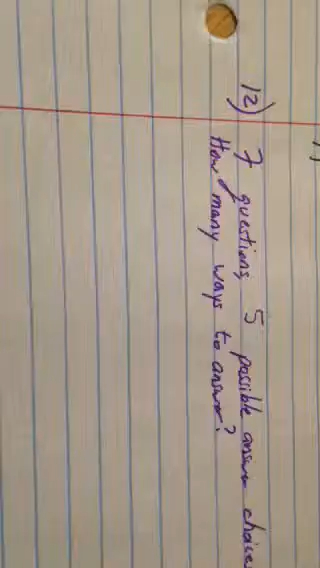 12) 7 questions, 5 possible answer choices
How many ways to answer?